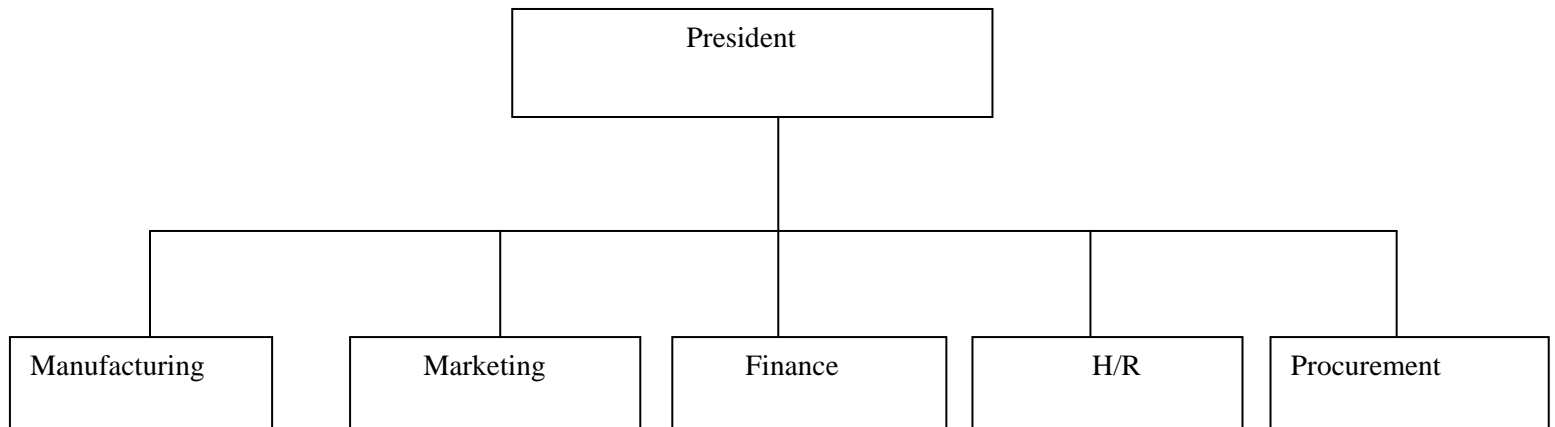 President
Manufacturing
Marketing
Finance
H/R
Procurement